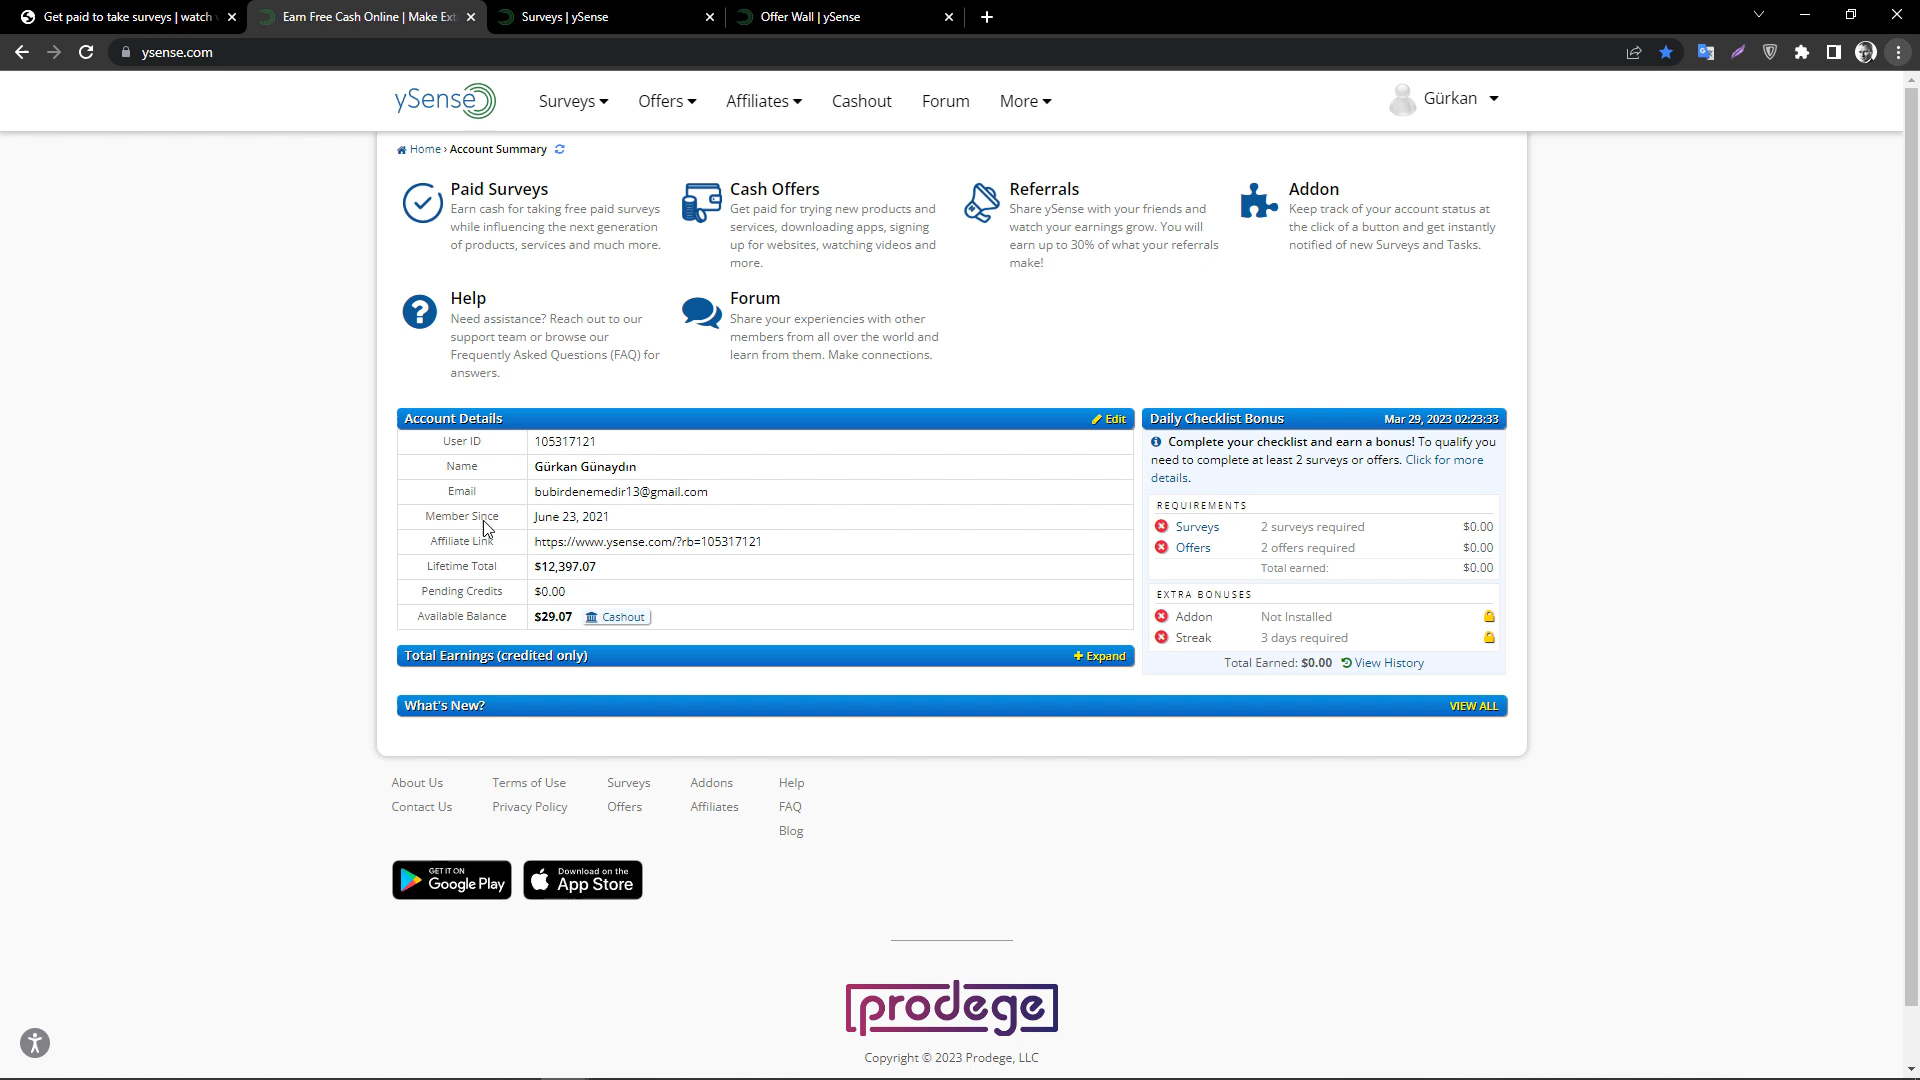 Get paid to take surveys | watch
Earn Free Cash Online | Make Ext
Surveys | ySense
Offer Wall | ySense
ysense.com
ySense
Surveys
Offers
Affiliates
Cashout
Forum
More
Gürkan
Home › Account Summary
Paid Surveys
Earn cash for taking free paid surveys
while influencing the next generation
of products, services and much more.
Cash Offers
Get paid for trying new products and
services, downloading apps, signing
up for websites, watching videos and
more.
Referrals
Share ySense with your friends and
watch your earnings grow. You will
earn up to 30% of what your referrals
make!
Addon
Keep track of your account status at
the click of a button and get instantly
notified of new Surveys and Tasks.
Help
Need assistance? Reach out to our
support team or browse our
Frequently Asked Questions (FAQ) for
answers.
Forum
Share your experiences with other
members from all over the world and
learn from them. Make connections.
Account Details Edit
User ID 105317121
Name Gürkan Günaydın
Email bubirdenemedir13@gmail.com
Member Since June 23, 2021
Affiliate Link https://www.ysense.com/?rb=105317121
Lifetime Total $12,397.07
Pending Credits $0.00
Available Balance $29.07 Cashout
Total Earnings (credited only) + Expand
Daily Checklist Bonus Mar 29, 2023 02:23:33
Complete your checklist and earn a bonus! To qualify you
need to complete at least 2 surveys or offers. Click for more
details.
REQUIREMENTS
Surveys 2 surveys required $0.00
Offers 2 offers required $0.00
Total earned: $0.00
EXTRA BONUSES
Addon Not Installed
Streak 3 days required
Total Earned: $0.00 View History
What's New? VIEW ALL
About Us Terms of Use Surveys Addons Help
Contact Us Privacy Policy Offers Affiliates FAQ
Blog
GET IT ON
Google Play
Download on the
App Store
prodege
Copyright © 2023 Prodege, LLC